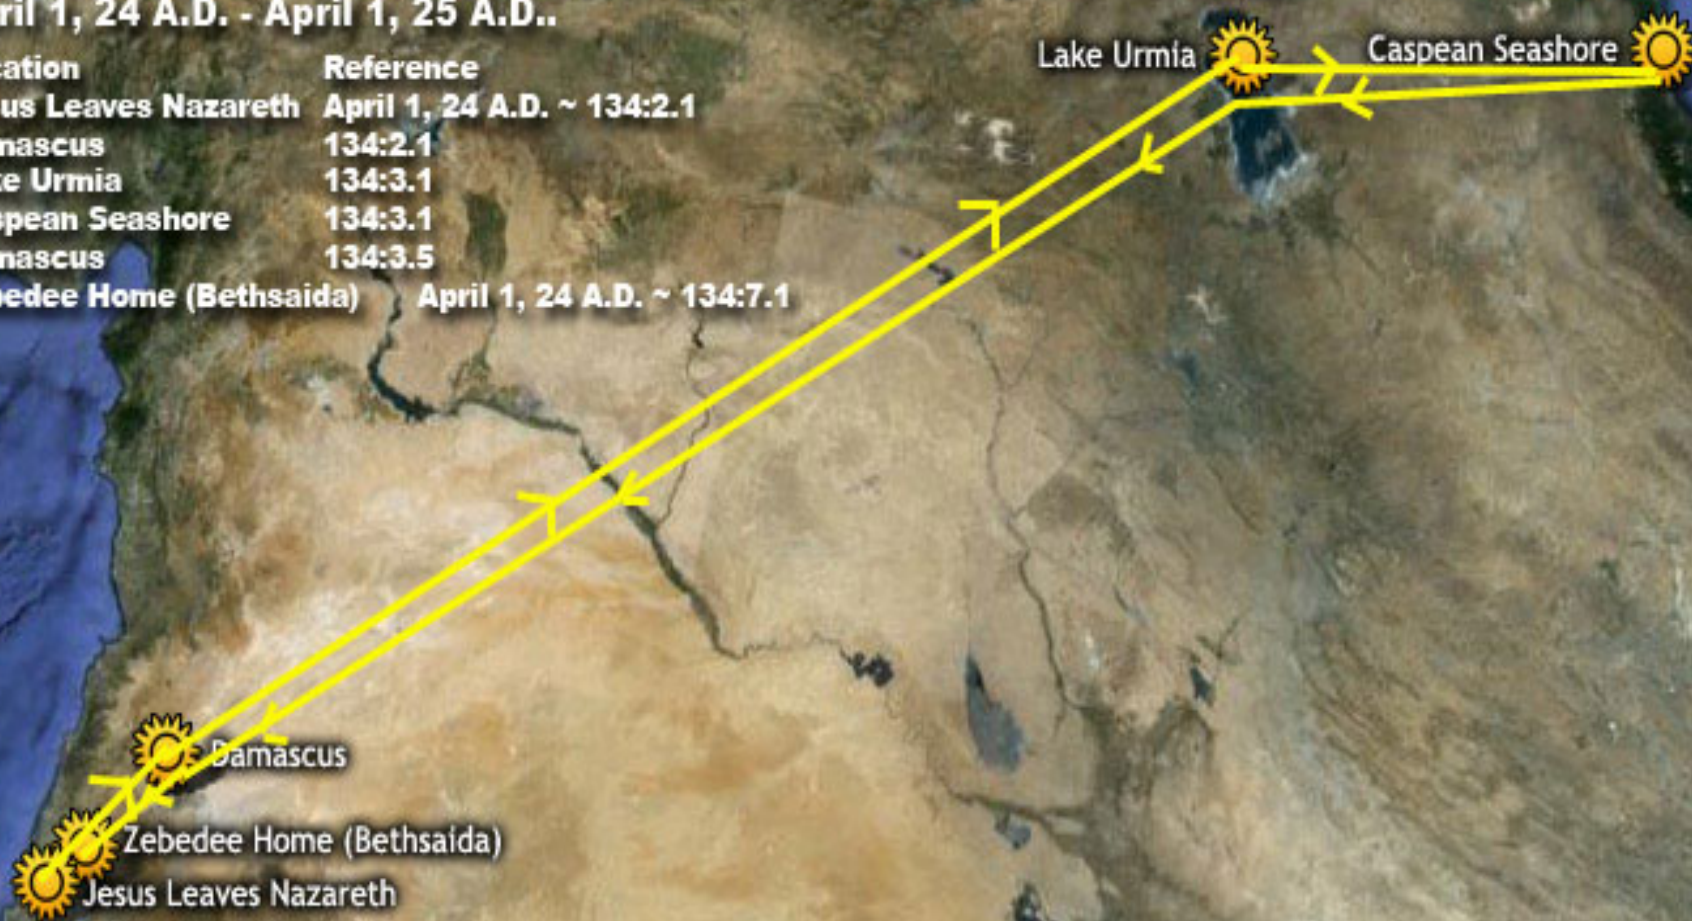 ril 1, 24 A.D. - April 1, 25 A.D..
ation Reference
us Leaves Nazareth April 1, 24 A.D. ~ 134:2.1
nascus 134:2.1
e Urmia 134:3.1
spean Seashore 134:3.1
nascus 134:3.5
edee Home (Bethsaida) April 1, 24 A.D. ~ 134:7.1
Lake Urmia
Caspean Seashore
Damascus
Zebedee Home (Bethsaida)
Jesus Leaves Nazareth